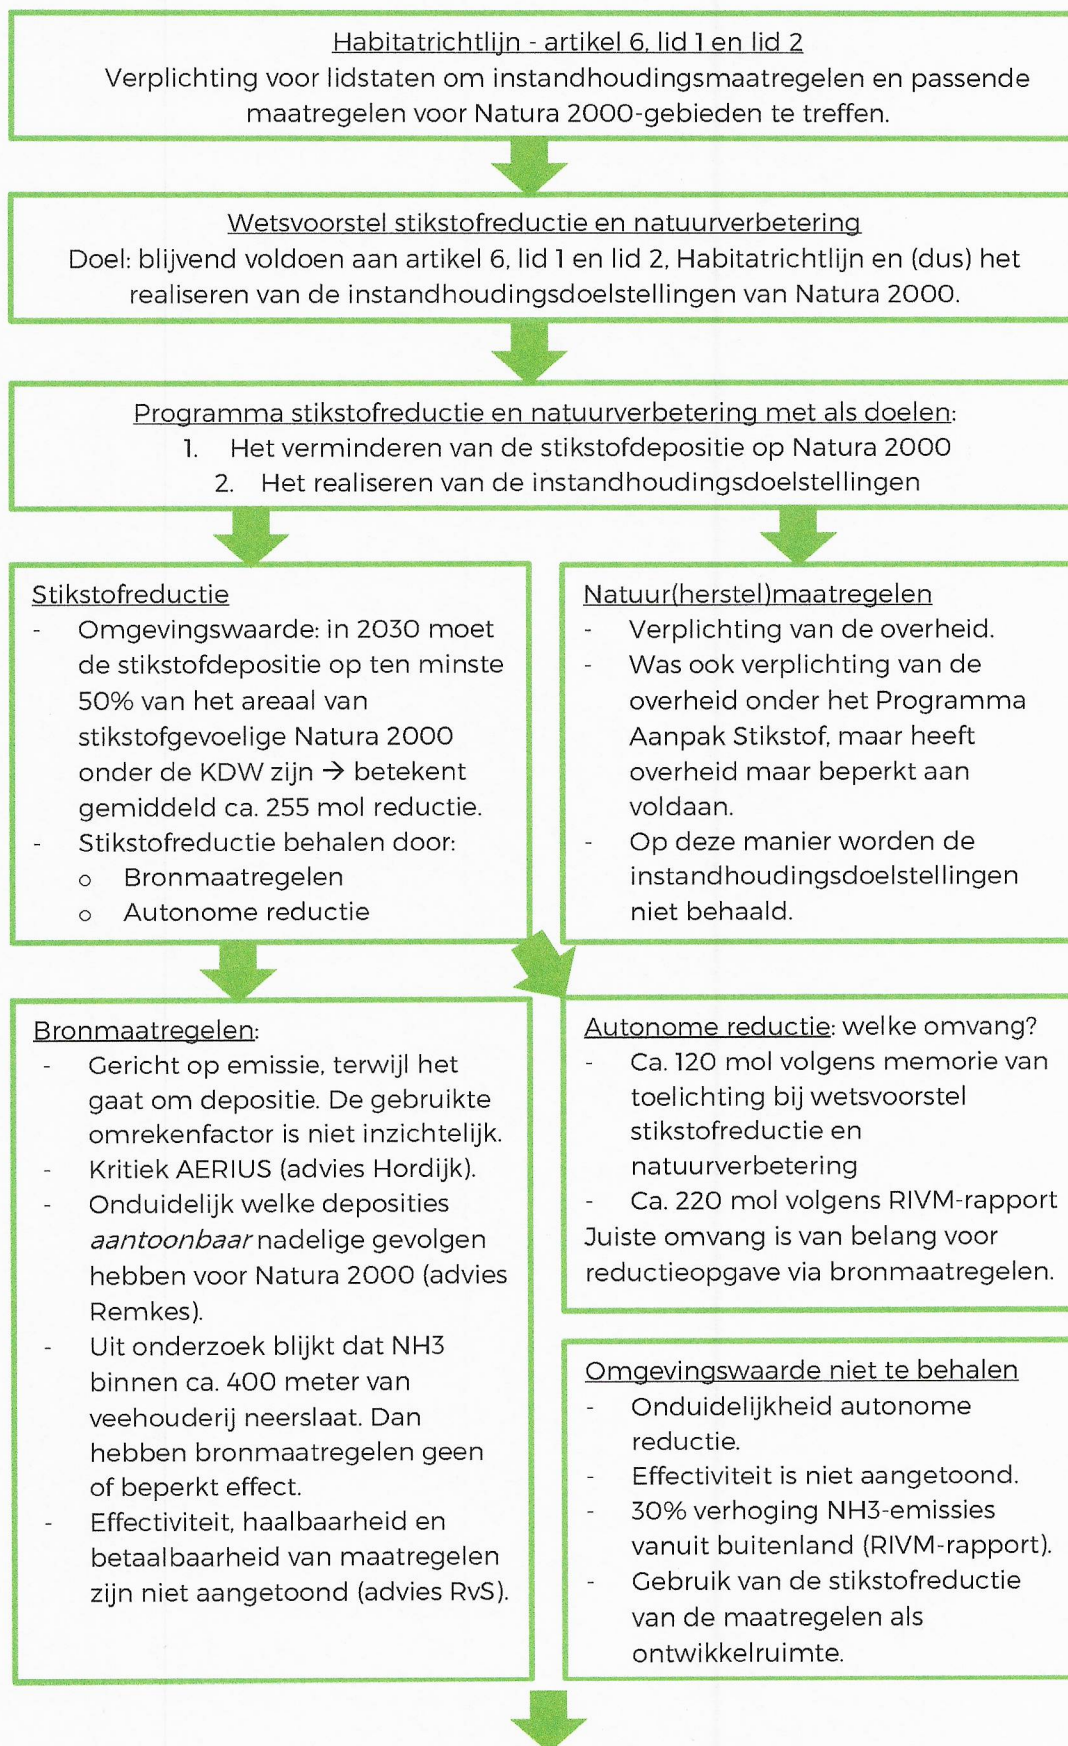 Habitatrichtlijn - artikel 6, lid 1 en lid 2
Verplichting voor lidstaten om instandhoudingsmaatregelen en passende
maatregelen voor Natura 2000-gebieden te treffen.
Wetsvoorstel stikstofreductie en natuurverbetering
Doel: blijvend voldoen aan artikel 6, lid 1 en lid 2, Habitatrichtlijn en (dus) het
realiseren van de instandhoudingsdoelstellingen van Natura 2000.
Programma stikstofreductie en natuurverbetering met als doelen:
1. Het verminderen van de stikstofdepositie op Natura 2000
2. Het realiseren van de instandhoudingsdoelstellingen
Stikstofreductie
- Omgevingswaarde: in 2030 moet
de stikstofdepositie op ten minste
50% van het areaal van
stikstofgevoelige Natura 2000
onder de KDW zijn → betekent
gemiddeld ca. 255 mol reductie.
- Stikstofreductie behalen door:
o Bronmaatregelen
o Autonome reductie
Natuur(herstel)maatregelen
- Verplichting van de overheid.
- Was ook verplichting van de
overheid onder het Programma
Aanpak Stikstof, maar heeft
overheid maar beperkt aan
voldaan.
- Op deze manier worden de
instandhoudingsdoelstellingen
niet behaald.
Bronmaatregelen:
- Gericht op emissie, terwijl het
gaat om depositie. De gebruikte
omrekenfactor is niet inzichtelijk.
- Kritiek AERIUS (advies Hordijk).
- Onduidelijk welke deposities
aantoonbaar nadelige gevolgen
hebben voor Natura 2000 (advies
Remkes).
- Uit onderzoek blijkt dat NH3
binnen ca. 400 meter van
veehouderij neerslaat. Dan
hebben bronmaatregelen geen
of beperkt effect.
- Effectiviteit, haalbaarheid en
betaalbaarheid van maatregelen
zijn niet aangetoond (advies RvS).
Autonome reductie: welke omvang?
- Ca. 120 mol volgens memorie van
toelichting bij wetsvoorstel
stikstofreductie en
natuurverbetering
- Ca. 220 mol volgens RIVM-rapport
Juiste omvang is van belang voor
reductieopgave via bronmaatregelen.
Omgevingswaarde niet te behalen
- Onduidelijkheid autonome
reductie.
- Effectiviteit is niet aangetoond.
- 30% verhoging NH3-emissies
vanuit buitenland (RIVM-rapport).
- Gebruik van de stikstofreductie
van de maatregelen als
ontwikkelruimte.